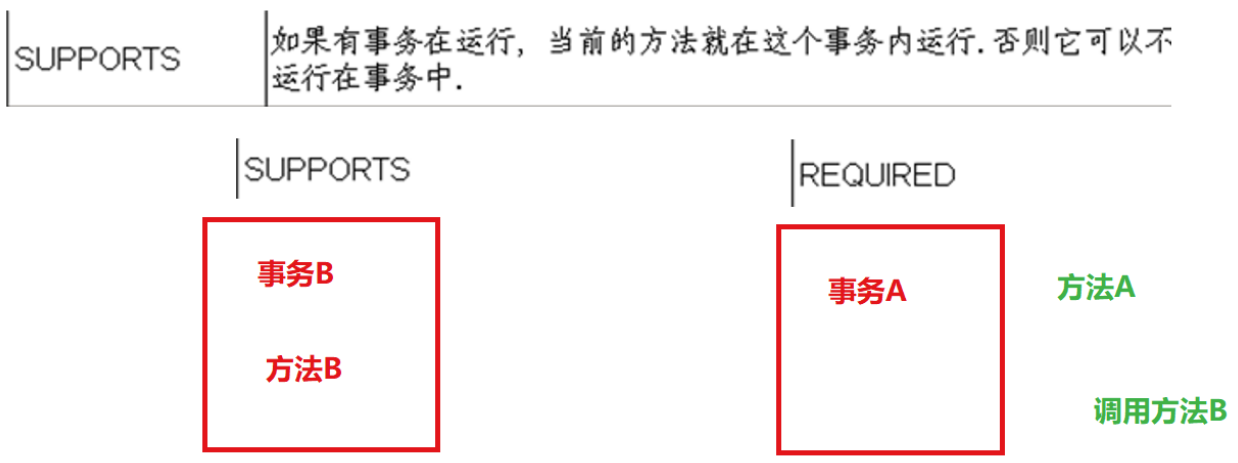 SUPPORTS
如果有事务在运行, 当前的方法就在这个事务内运行.否则它可以不
运行在事务中.
SUPPORTS
REQUIRED
事务B
事务A
方法A
方法B
调用方法B